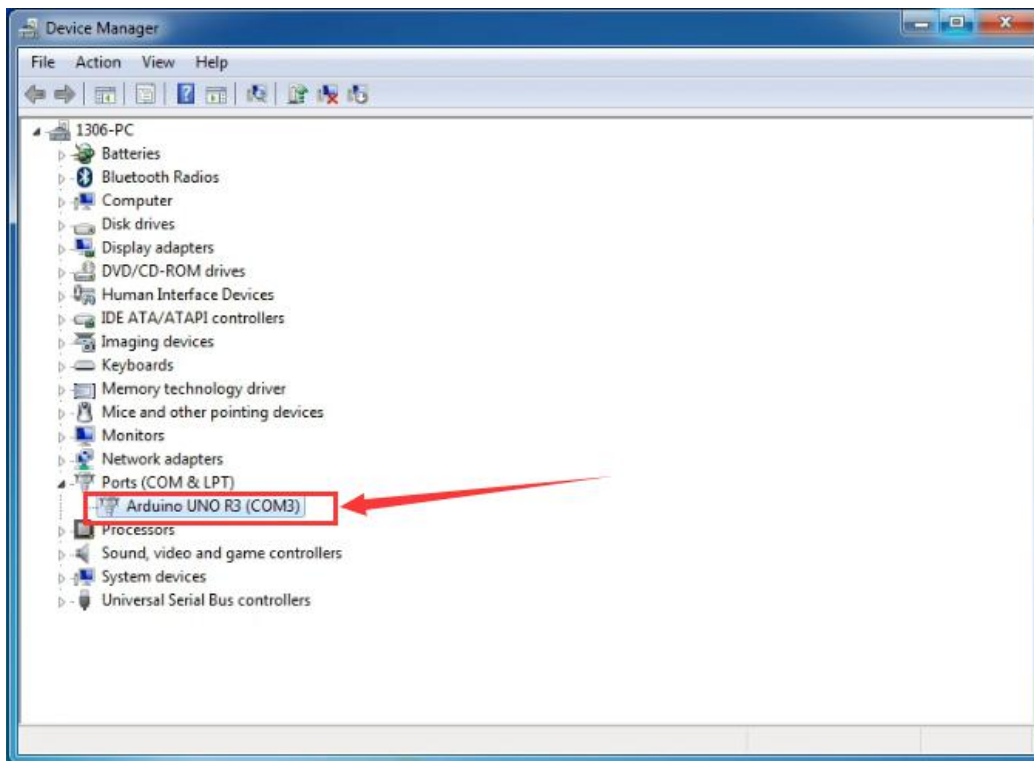 Device Manager
File Action View Help
1306-PC
Batteries
Bluetooth Radios
Computer
Disk drives
Display adapters
DVD/CD-ROM drives
Human Interface Devices
IDE ATA/ATAPI controllers
Imaging devices
Keyboards
Memory technology driver
Mice and other pointing devices
Monitors
Network adapters
Ports (COM & LPT)
Arduino UNO R3 (COM3)
Processors
Sound, video and game controllers
System devices
Universal Serial Bus controllers